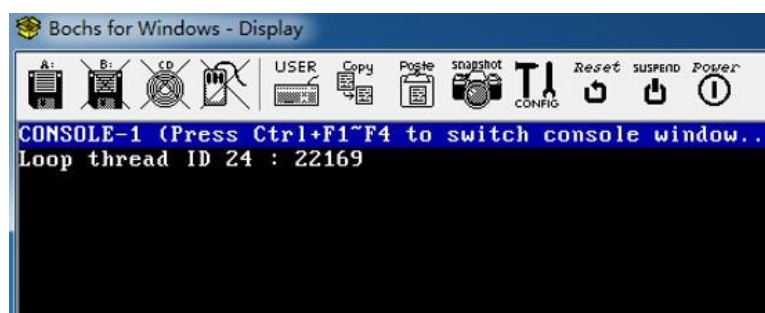 Bochs for Windows - Display
A: B: CD USER Copy Paste snapshot CONFIG Reset SUSPEND Power
CONSOLE-1 (Press Ctrl+F1~F4 to switch console window..
Loop thread ID 24 : 22169